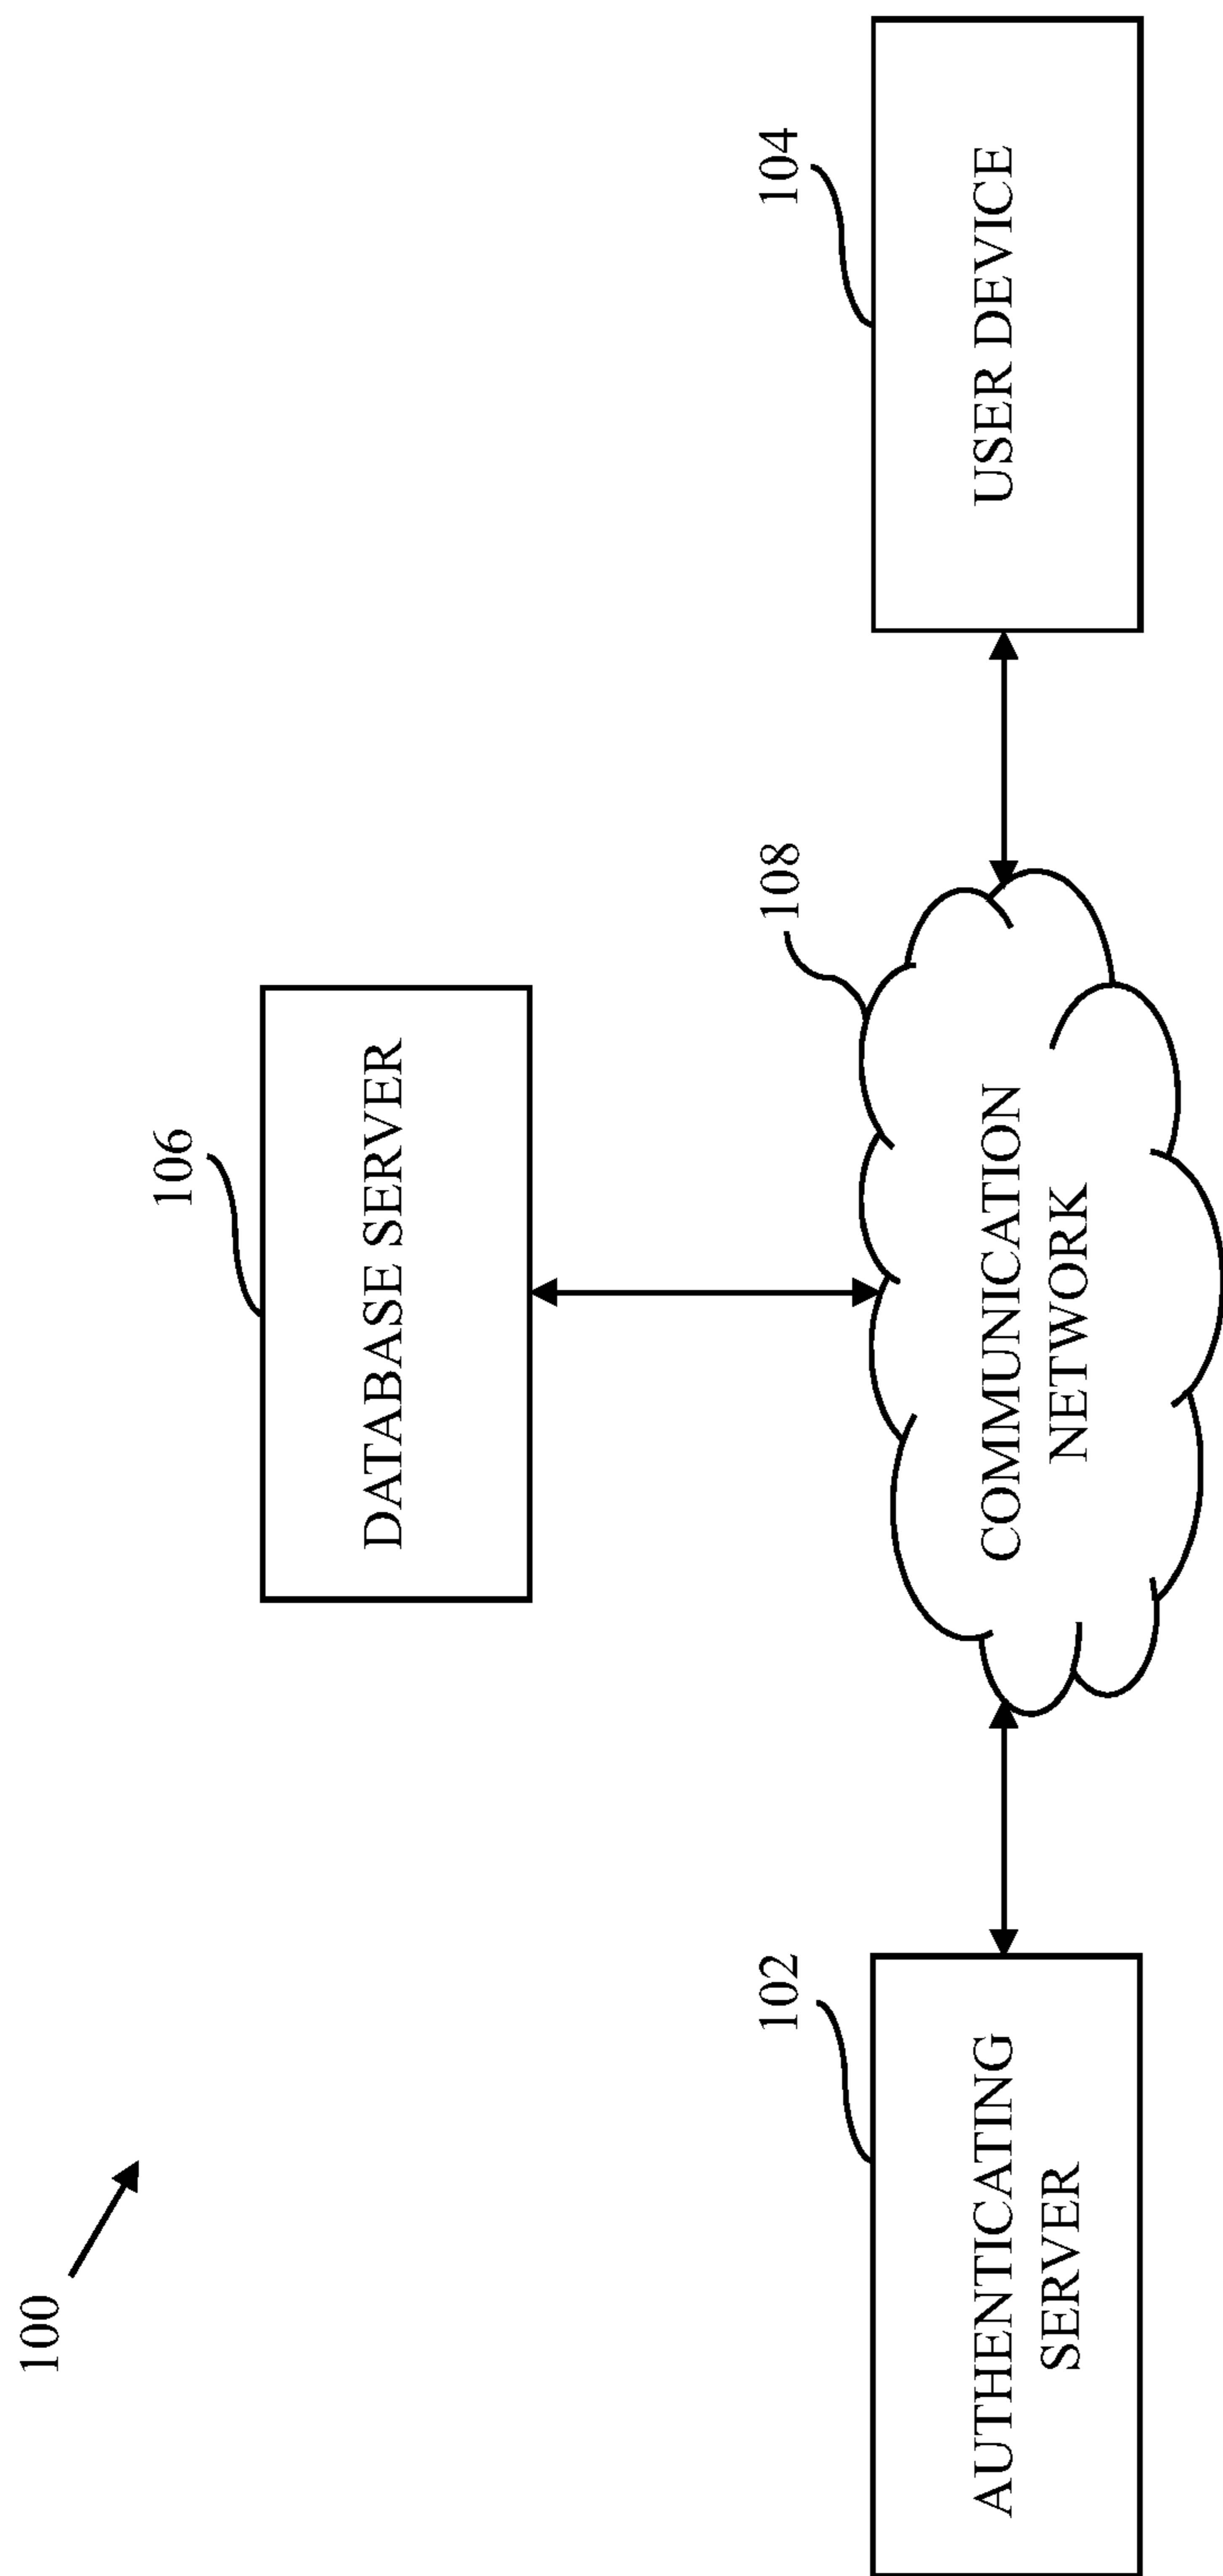 100
106
DATABASE SERVER
102
108
104
AUTHENTICATING
SERVER
COMMUNICATION
NETWORK
USER DEVICE